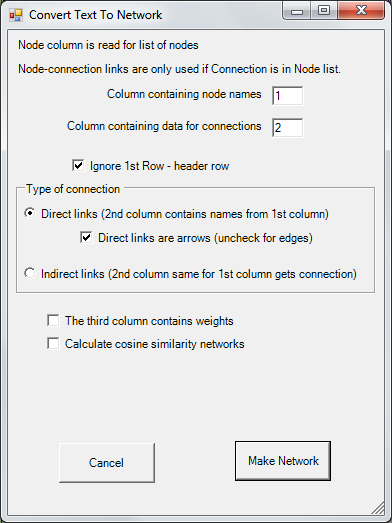 Convert Text To Network
Node column is read for list of nodes
Node-connection links are only used if Connection is in Node list.
Column containing node names 1
Column containing data for connections 2
Ignore 1st Row - header row
Type of connection
Direct links (2nd column contains names from 1st column)
Direct links are arrows (uncheck for edges)
Indirect links (2nd column same for 1st column gets connection)
The third column contains weights
Calculate cosine similarity networks
Cancel Make Network